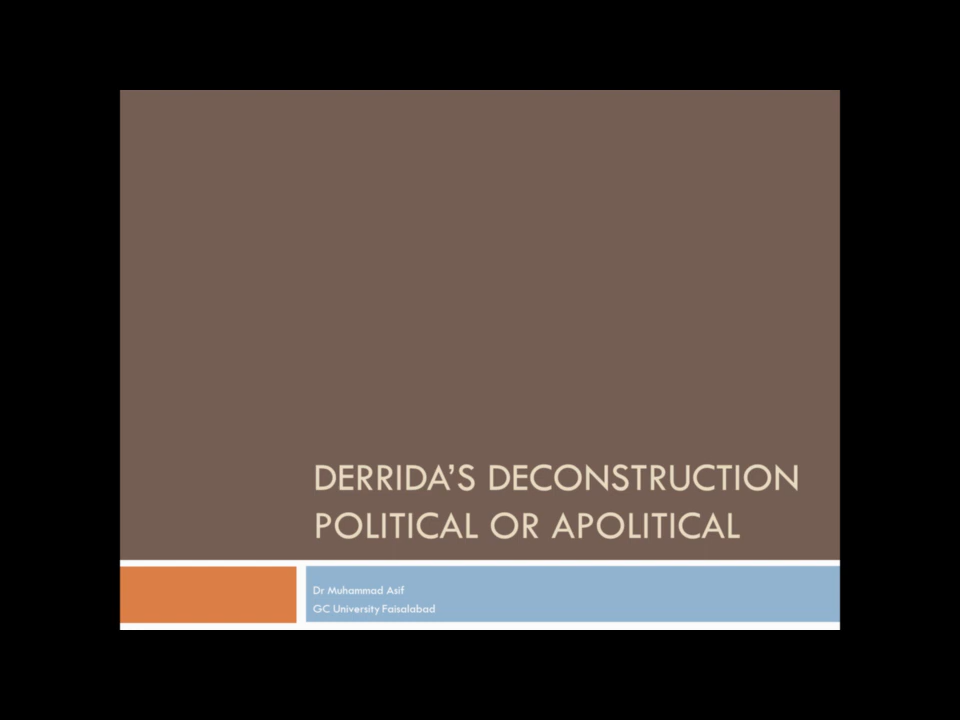 DERRIDA'S DECONSTRUCTION
POLITICAL OR APOLITICAL
Dr Muhammad Asif
GC University Faisalabad